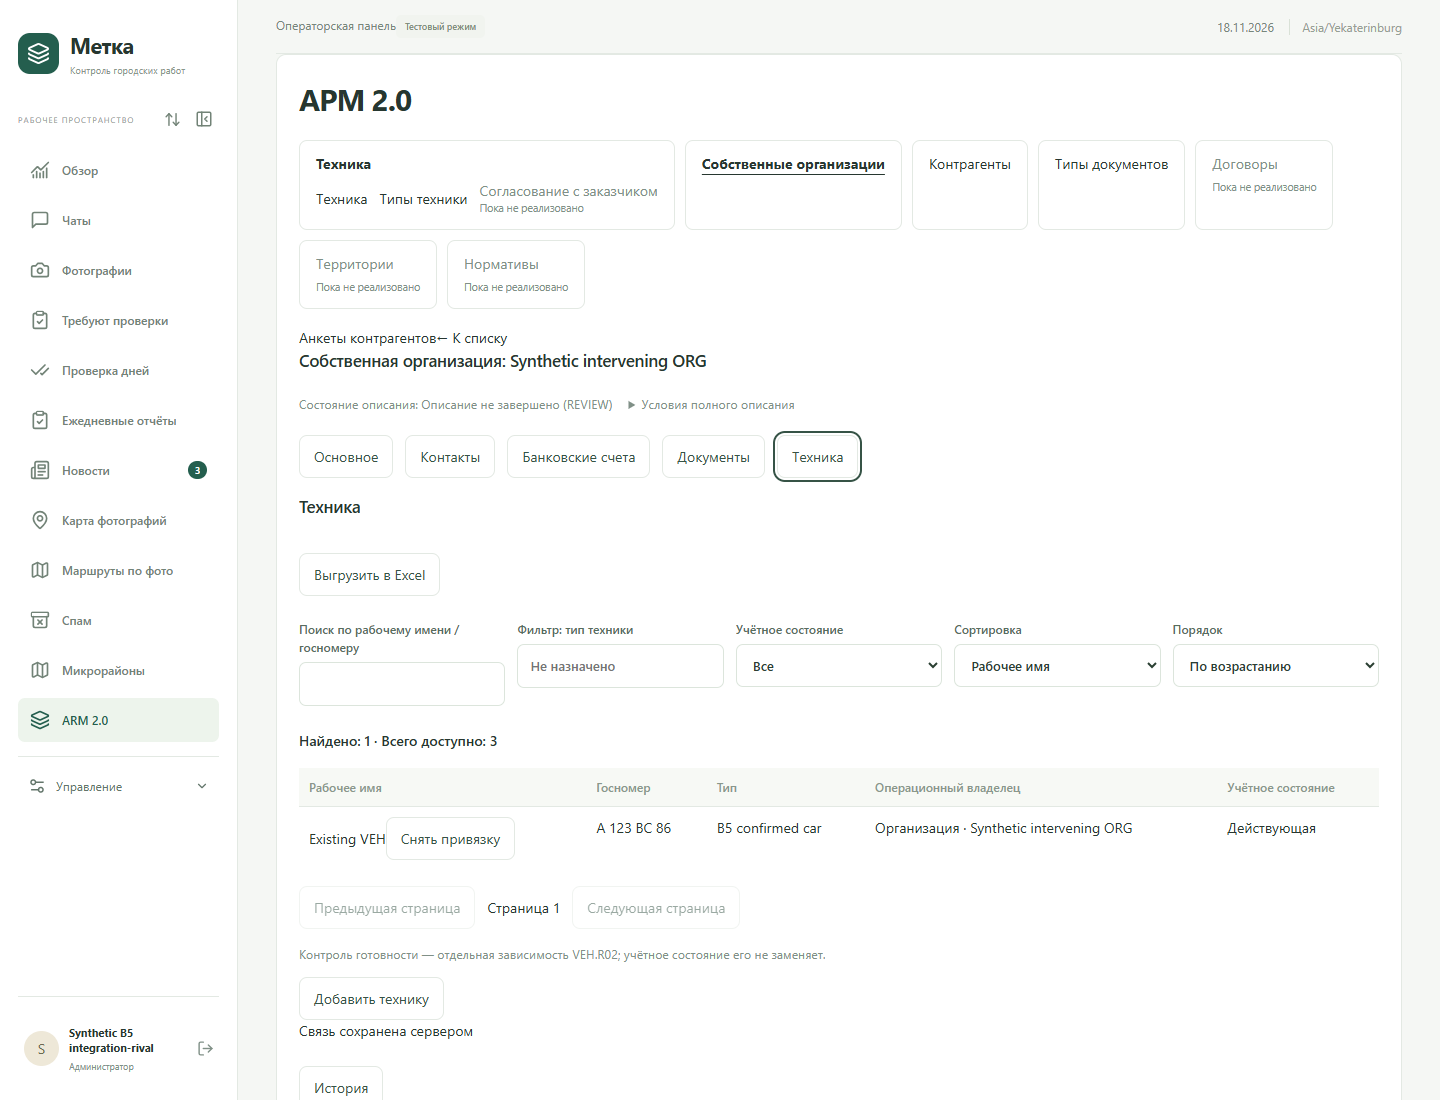 Метка
Контроль городских работ
РАБОЧЕЕ ПРОСТРАНСТВО
Обзор
Чаты
Фотографии
Требуют проверки
Проверка дней
Ежедневные отчёты
Новости 3
Карта фотографий
Маршруты по фото
Спам
Микрорайоны
ARM 2.0
Управление
S
Synthetic B5
integration-rival
Администратор
Операторская панель Тестовый режим
18.11.2026 Asia/Yekaterinburg
АРМ 2.0
Техника
Техника Типы техники Согласование с заказчиком
Пока не реализовано
Собственные организации
Контрагенты
Типы документов
Договоры
Пока не реализовано
Территории
Пока не реализовано
Нормативы
Пока не реализовано
Анкеты контрагентов← К списку
Собственная организация: Synthetic intervening ORG
Состояние описания: Описание не завершено (REVIEW) ▶ Условия полного описания
Основное Контакты Банковские счета Документы Техника
Техника
Выгрузить в Excel
Поиск по рабочему имени /
госномеру
Фильтр: тип техники
Не назначено
Учётное состояние
Все
Сортировка
Рабочее имя
Порядок
По возрастанию
Найдено: 1 · Всего доступно: 3
Рабочее имя Госномер Тип Операционный владелец Учётное состояние
Existing VEH Снять привязку А 123 ВС 86 B5 confirmed car Организация · Synthetic intervening ORG Действующая
Предыдущая страница Страница 1 Следующая страница
Контроль готовности — отдельная зависимость VEH.R02; учётное состояние его не заменяет.
Добавить технику
Связь сохранена сервером
История